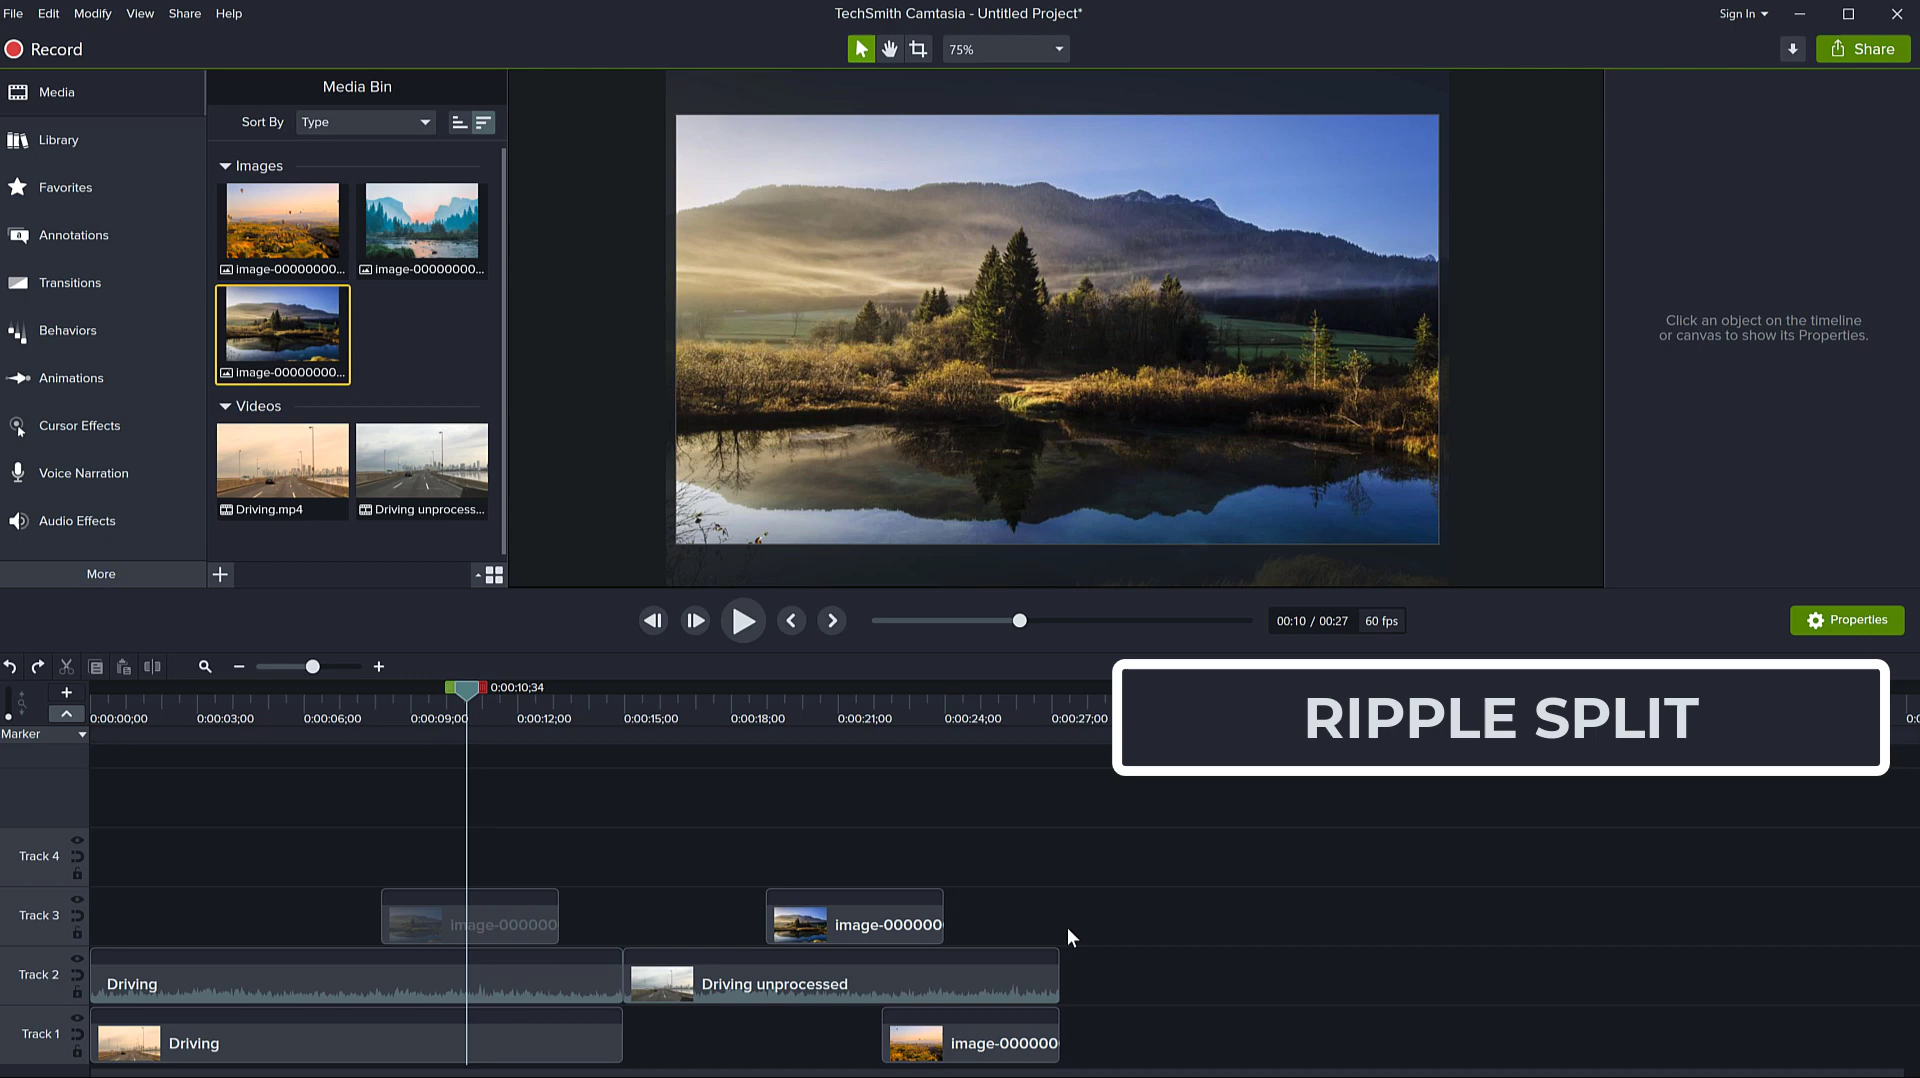 File Edit Modify View Share Help
TechSmith Camtasia - Untitled Project*
Sign In
Record
75%
Share
Media
Library
Favorites
Annotations
Transitions
Behaviors
Animations
Cursor Effects
Voice Narration
Audio Effects
More
Media Bin
Sort By Type
Images
image-00000000... image-00000000...
image-00000000...
Videos
Driving.mp4 Driving unprocess...
Click an object on the timeline
or canvas to show its Properties.
00:10 / 00:27 60 fps
Properties
0:00:10;34
0:00:00;00 0:00:03;00 0:00:06;00 0:00:09;00 0:00:12;00 0:00:15;00 0:00:18;00 0:00:21;00 0:00:24;00 0:00:27;00
RIPPLE SPLIT
Marker
Track 4
Track 3
image-000000 image-000000
Track 2
Driving Driving unprocessed
Track 1
Driving image-000000